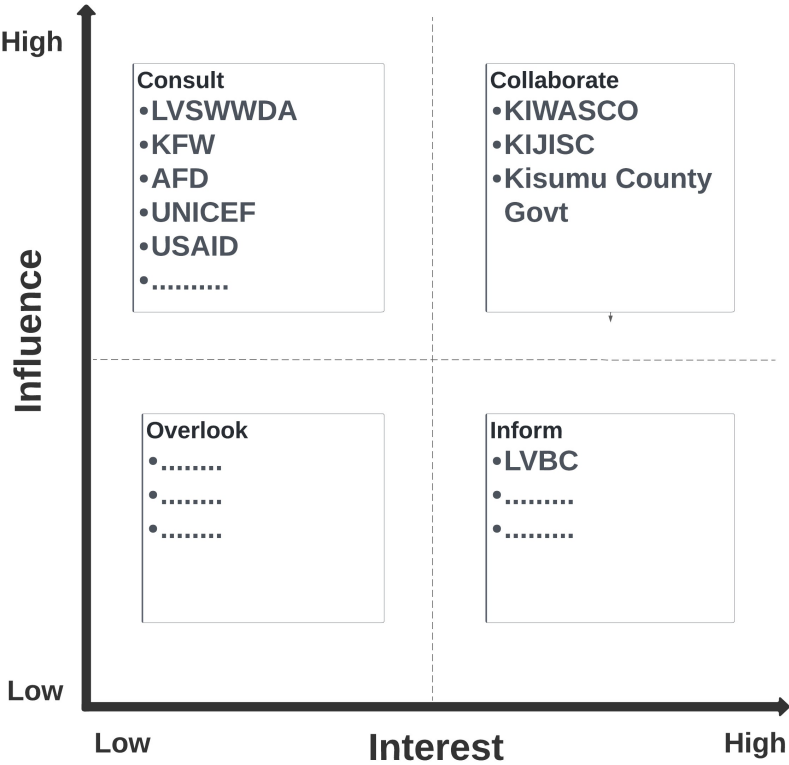 High
Consult
•LVSWWDA
•KFW
•AFD
•UNICEF
•USAID
•..........
Collaborate
•KIWASCO
•KIJISC
•Kisumu County
Govt
Influence
Overlook
•........
•........
•........
Inform
•LVBC
•.........
•.........
Low
Low
Interest
High